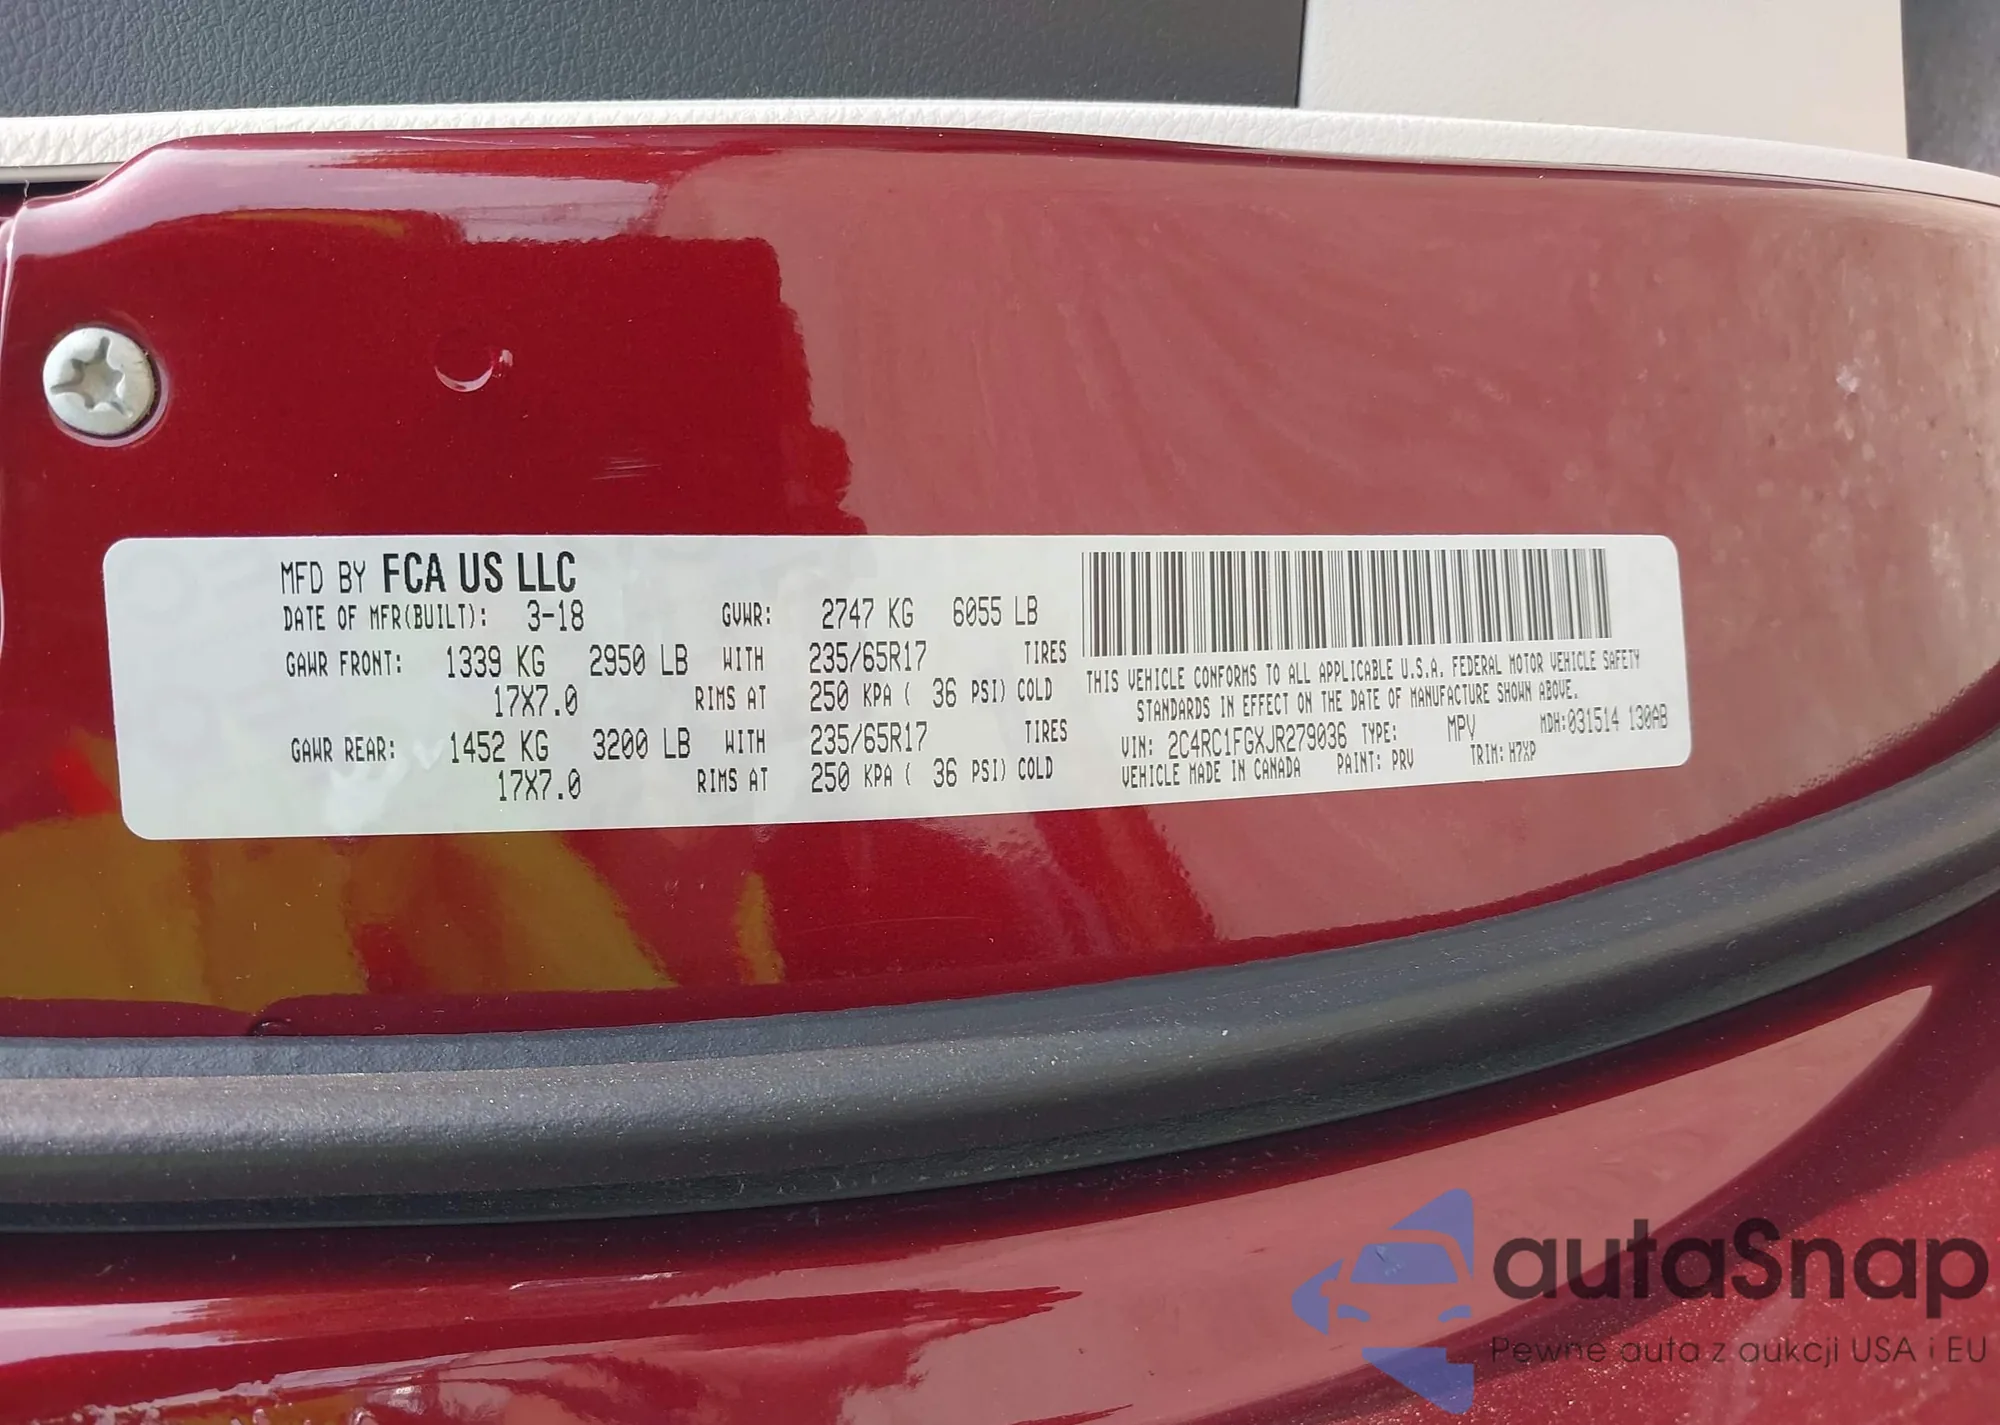 MFD BY FCA US LLC
DATE OF MFR(BUILT): 3-18 GVWR: 2747 KG 6055 LB
GAWR FRONT: 1339 KG 2950 LB WITH 235/65R17 TIRES
17X7.0 RIMS AT 250 KPA ( 36 PSI) COLD
GAWR REAR: 1452 KG 3200 LB WITH 235/65R17 TIRES
17X7.0 RIMS AT 250 KPA ( 36 PSI) COLD
THIS VEHICLE CONFORMS TO ALL APPLICABLE U.S.A. FEDERAL MOTOR VEHICLE SAFETY
STANDARDS IN EFFECT ON THE DATE OF MANUFACTURE SHOWN ABOVE.
VIN: 2C4RC1FGXJR279036 TYPE: MPV MDH:031514 130AB
VEHICLE MADE IN CANADA PAINT: PRV TRIM: H7XP
autaSnap
Pewne auta z aukcji USA i EU